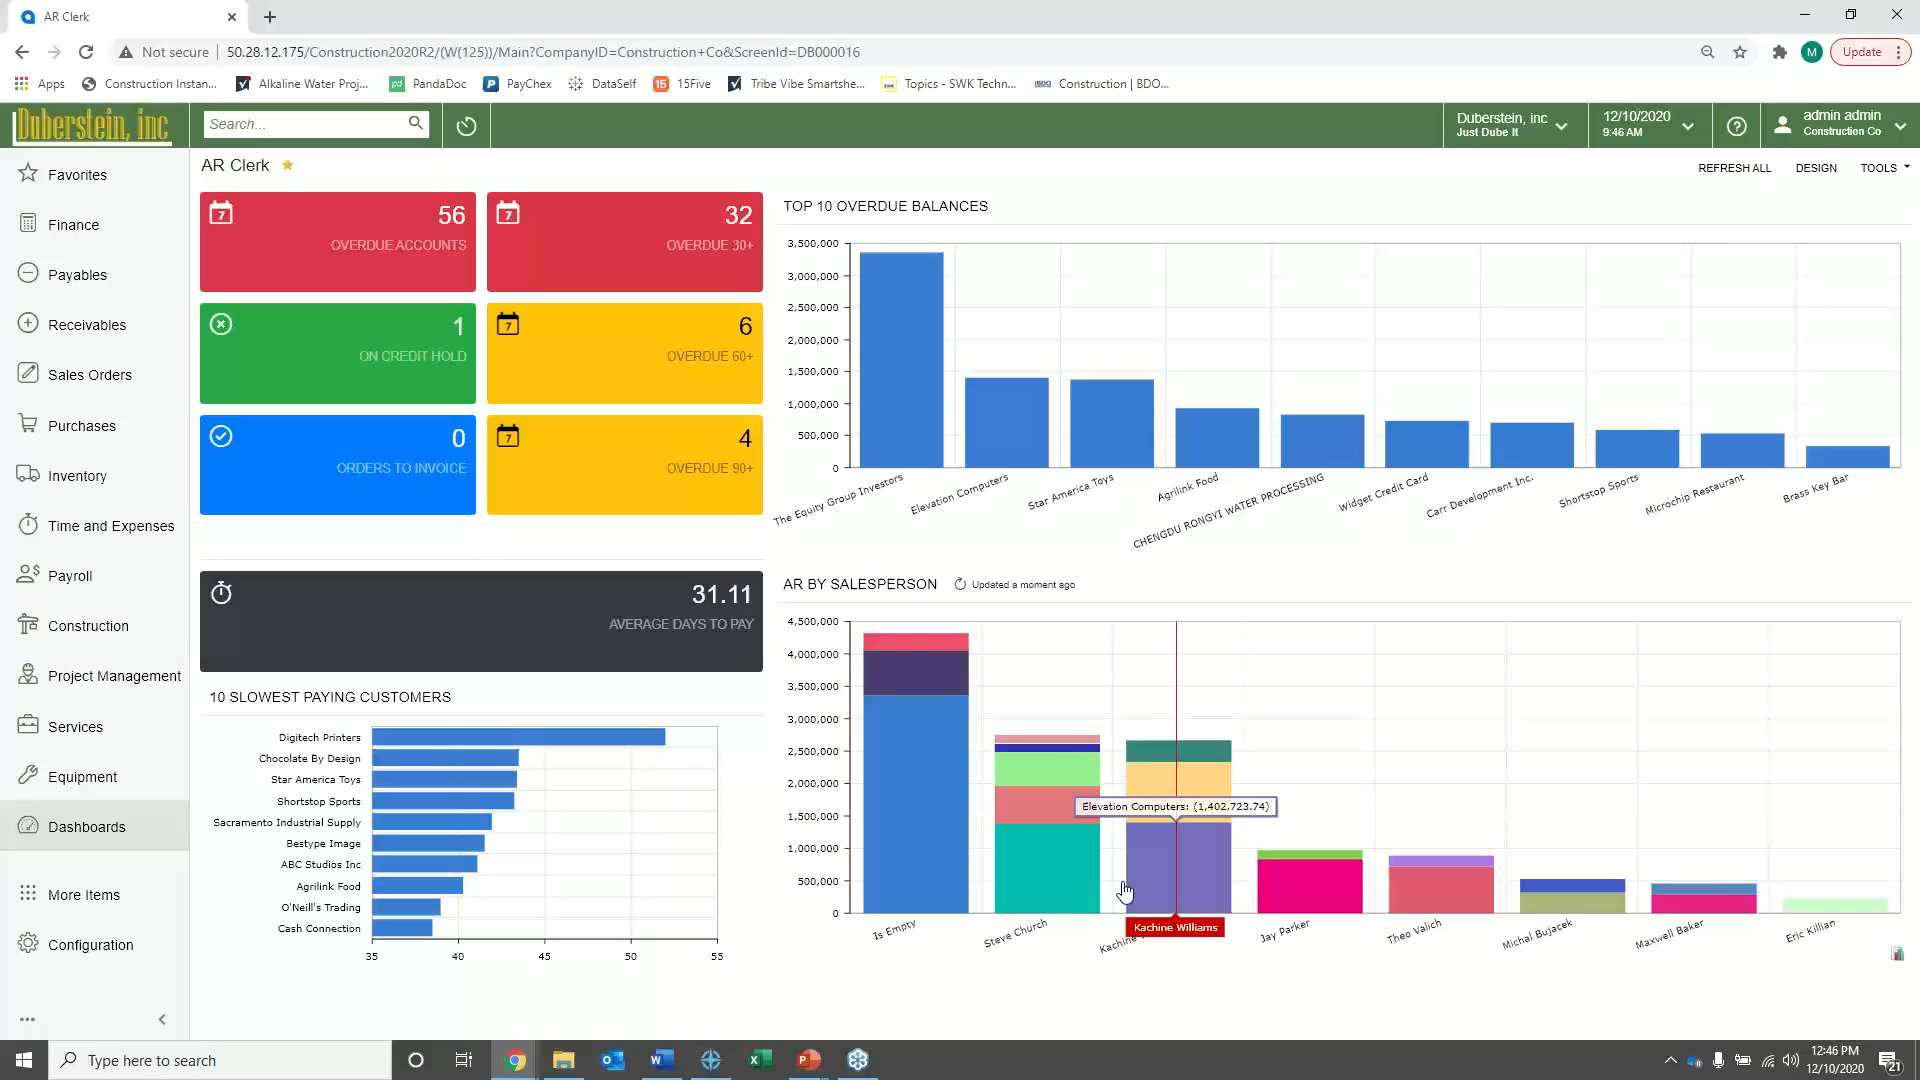 AR Clerk
Not secure
50.28.12.175/Construction2020R2/(W(125))/Main?CompanyID=Construction+Co&ScreenId=DB000016
M
Update
Apps
Construction Instan...
Alkaline Water Proj...
PandaDoc
PayChex
DataSelf
15Five
Tribe Vibe Smartshe...
Topics - SWK Techn...
Construction | BDO...
Duberstein, inc
Search...
Duberstein, inc
Just Dube It
12/10/2020
9:46 AM
admin admin
Construction Co
Favorites
Finance
Payables
Receivables
Sales Orders
Purchases
Inventory
Time and Expenses
Payroll
Construction
Project Management
Services
Equipment
Dashboards
More Items
Configuration
AR Clerk
REFRESH ALL
DESIGN
TOOLS
7
56
OVERDUE ACCOUNTS
7
32
OVERDUE 30+
1
ON CREDIT HOLD
7
6
OVERDUE 60+
0
ORDERS TO INVOICE
7
4
OVERDUE 90+
31.11
AVERAGE DAYS TO PAY
10 SLOWEST PAYING CUSTOMERS
Digitech Printers
Chocolate By Design
Star America Toys
Shortstop Sports
Sacramento Industrial Supply
Bestype Image
ABC Studios Inc
Agrilink Food
O'Neill's Trading
Cash Connection
35 40 45 50 55
TOP 10 OVERDUE BALANCES
3,500,000
3,000,000
2,500,000
2,000,000
1,500,000
1,000,000
500,000
0
The Equity Group Investors
Elevation Computers
Star America Toys
Agrilink Food
CHENGDU RONGYI WATER PROCESSING
Widget Credit Card
Carr Development Inc.
Shortstop Sports
Microchip Restaurant
Brass Key Bar
AR BY SALESPERSON
Updated a moment ago
4,500,000
4,000,000
3,500,000
3,000,000
2,500,000
2,000,000
1,500,000
1,000,000
500,000
0
Elevation Computers: (1,402,723.74)
Is Empty
Steve Church
Kachine
Kachine Williams
Jay Parker
Theo Valich
Michal Bujacek
Maxwell Baker
Eric Killian
Type here to search
12:46 PM
12/10/2020
21